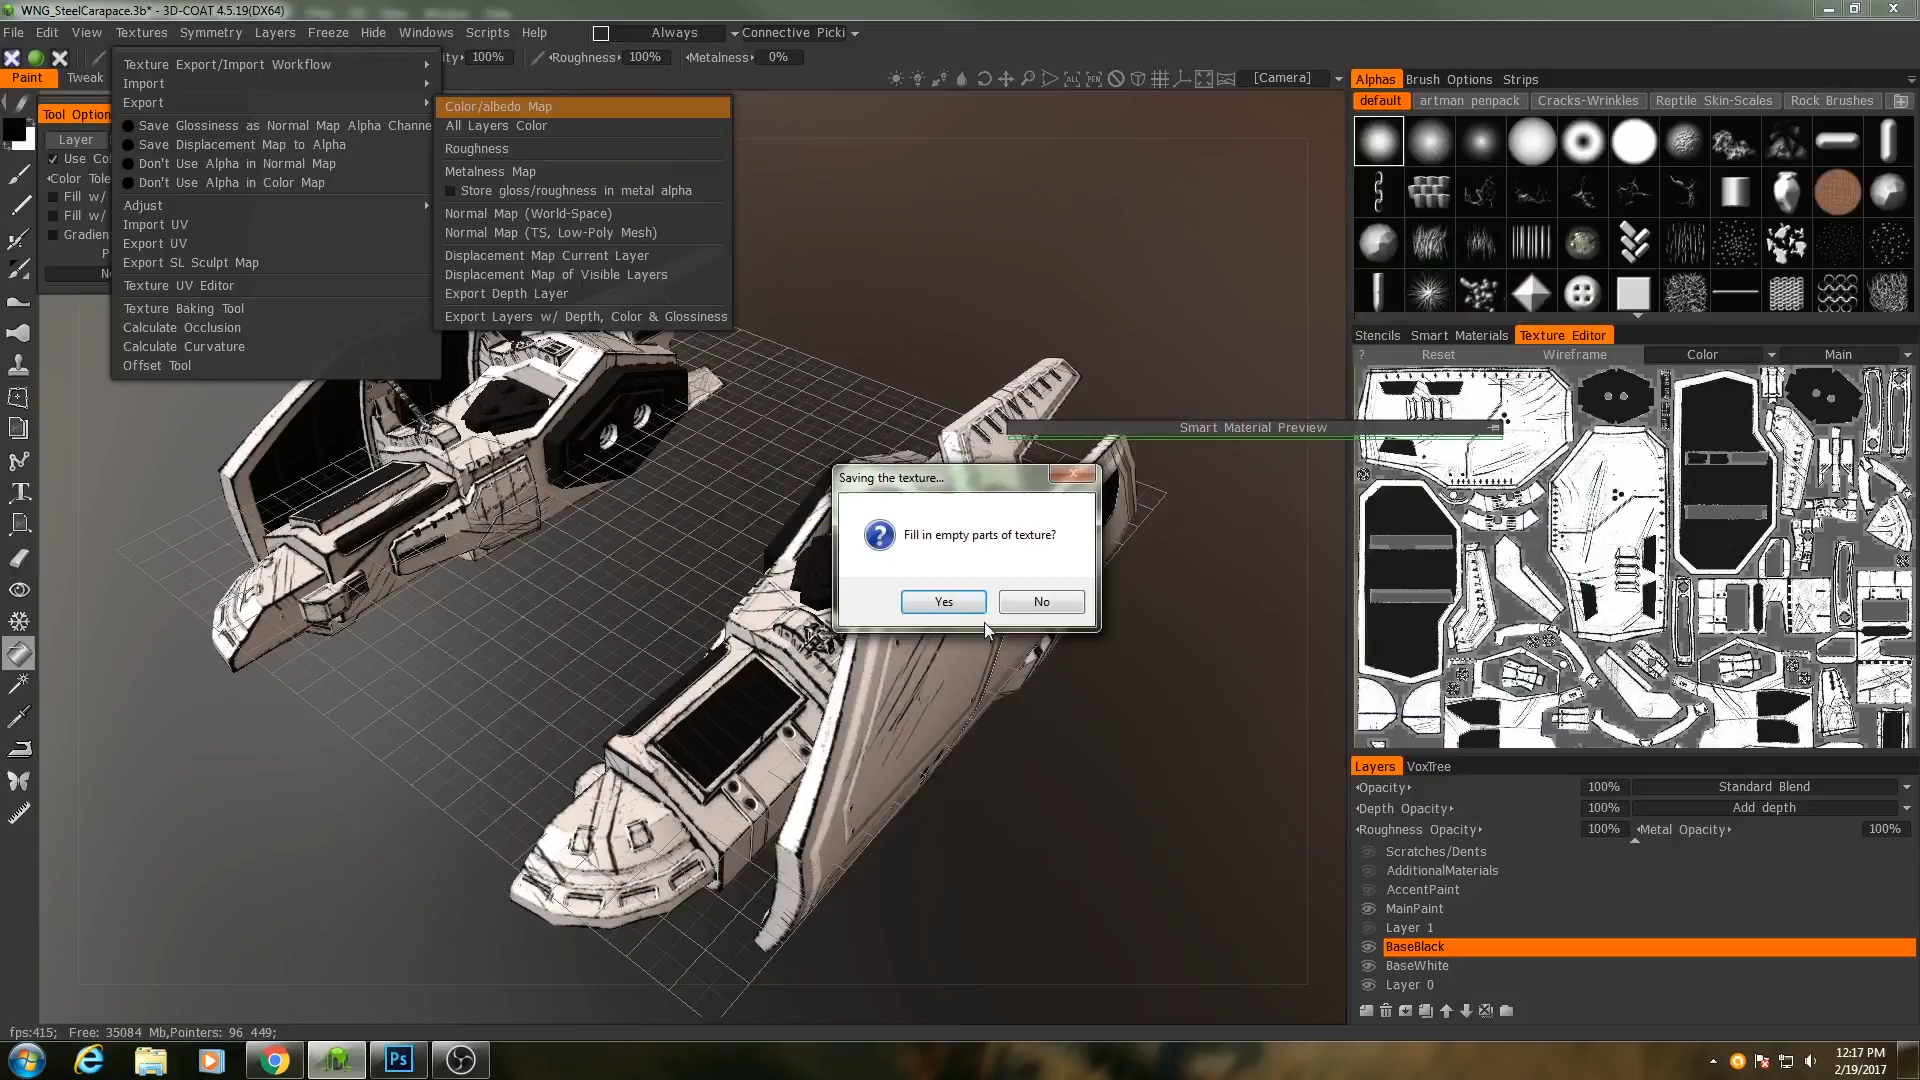 WNG_SteelCarapace.3b* - 3D-COAT 4.5.19(DX64)
File Edit View Textures Symmetry Layers Freeze Hide Windows Scripts Help Always Connective Picki
ity 100% Roughness 100% Metalness 0%
Paint Tweak [Camera]
Tool Option
Layer
Use Col
Color Tole
Fill w/
Fill w/
Gradien
P
N
Texture Export/Import Workflow
Import
Export
Save Glossiness as Normal Map Alpha Channe
Save Displacement Map to Alpha
Don't Use Alpha in Normal Map
Don't Use Alpha in Color Map
Adjust
Import UV
Export UV
Export SL Sculpt Map
Texture UV Editor
Texture Baking Tool
Calculate Occlusion
Calculate Curvature
Offset Tool
Color/albedo Map
All Layers Color
Roughness
Metalness Map
Store gloss/roughness in metal alpha
Normal Map (World-Space)
Normal Map (TS, Low-Poly Mesh)
Displacement Map Current Layer
Displacement Map of Visible Layers
Export Depth Layer
Export Layers w/ Depth, Color & Glossiness
Smart Material Preview
Saving the texture...
Fill in empty parts of texture?
Yes No
Alphas Brush Options Strips
default artman penpack Cracks-Wrinkles Reptile Skin-Scales Rock Brushes
Stencils Smart Materials Texture Editor
? Reset Wireframe Color Main
Layers VoxTree
Opacity 100% Standard Blend
Depth Opacity 100% Add depth
Roughness Opacity 100% Metal Opacity 100%
Scratches/Dents
AdditionalMaterials
AccentPaint
MainPaint
Layer 1
BaseBlack
BaseWhite
Layer 0
fps:415; Free: 35084 Mb,Pointers: 96 449;
Ps
12:17 PM
2/19/2017